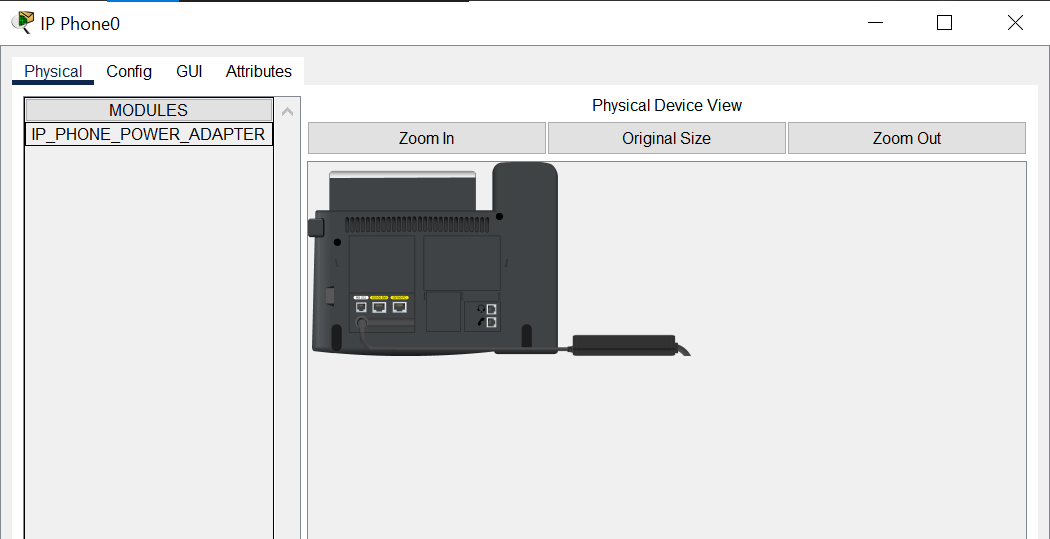 IP Phone0
Physical Config GUI Attributes
MODULES
IP_PHONE_POWER_ADAPTER
Physical Device View
Zoom In Original Size Zoom Out